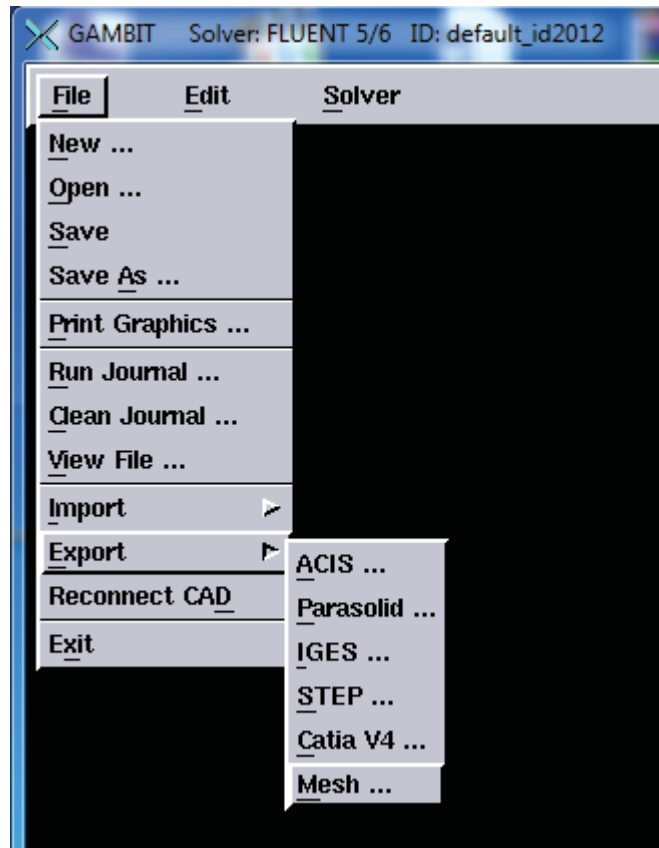 GAMBIT Solver: FLUENT 5/6 ID: default_id2012
File Edit Solver
New ...
Open ...
Save
Save As ...
Print Graphics ...
Run Journal ...
Clean Journal ...
View File ...
Import
Export
Reconnect CAD
Exit
ACIS ...
Parasolid ...
IGES ...
STEP ...
Catia V4 ...
Mesh ...